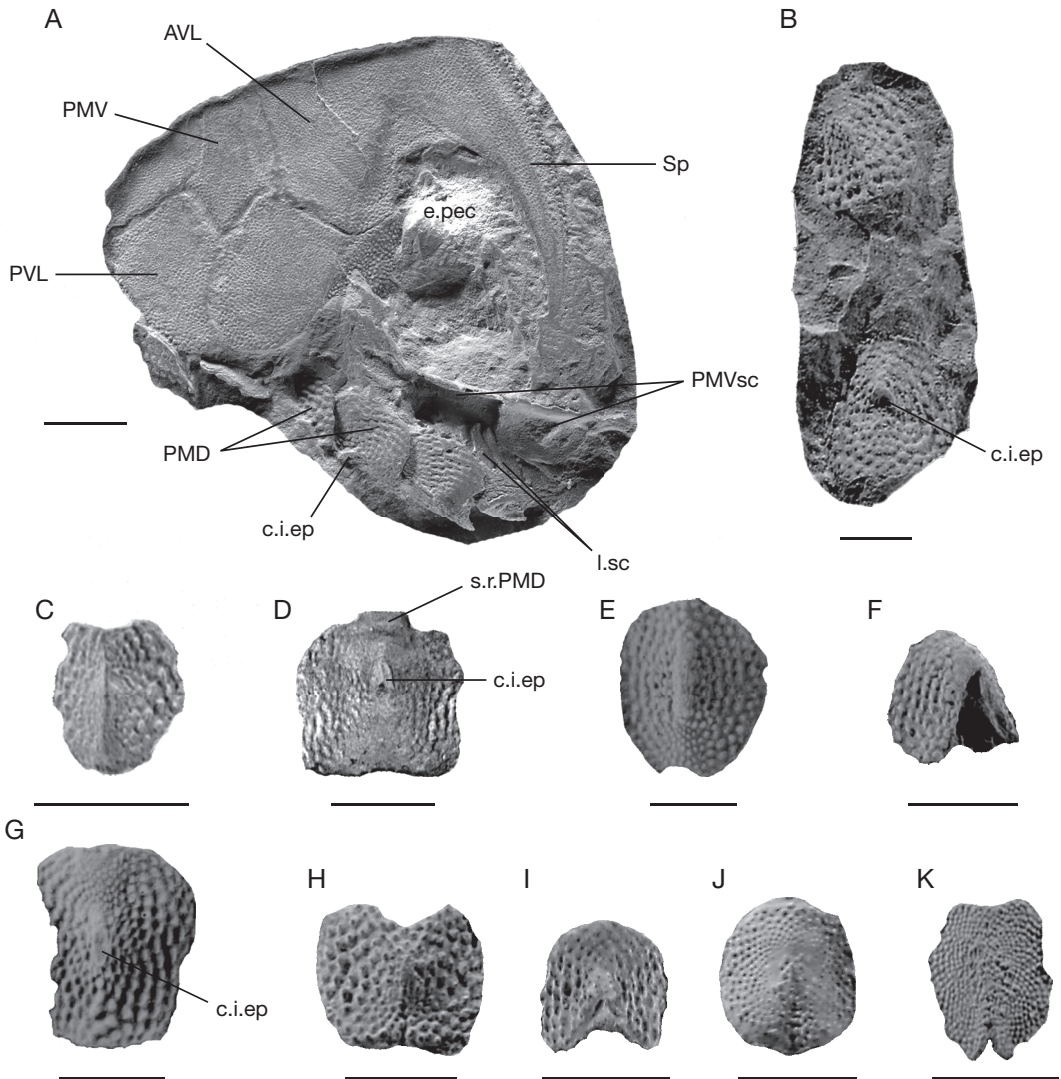 A
B
AVL
PMV
Sp
e.pec
PVL
PMVsc
PMD
c.i.ep
c.i.ep
l.sc
s.r.PMD
C
D
E
F
c.i.ep
G
H
I
J
K
c.i.ep